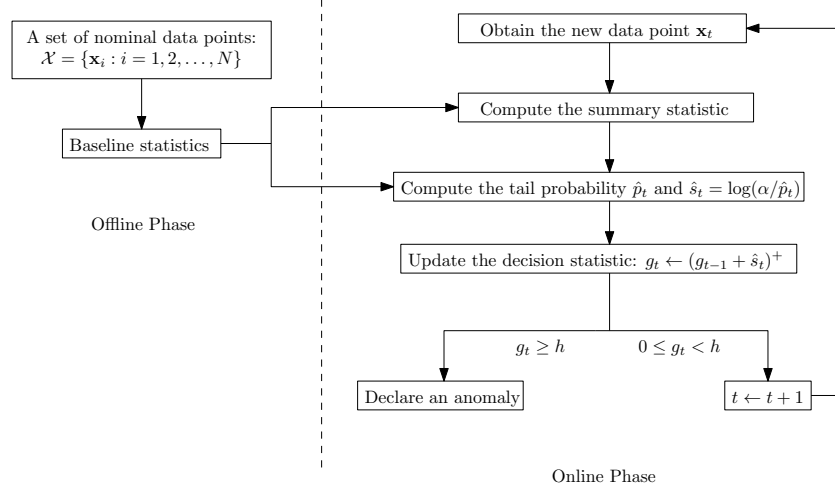 A set of nominal data points:
𝒳 = {𝐱ᵢ : i = 1, 2, . . . , N}
Baseline statistics
Offline Phase
Obtain the new data point 𝐱ₜ
Compute the summary statistic
Compute the tail probability p̂ₜ and ŝₜ = log(α/p̂ₜ)
Update the decision statistic: gₜ ← (gₜ₋₁ + ŝₜ)⁺
gₜ ≥ h
0 ≤ gₜ < h
Declare an anomaly
t ← t + 1
Online Phase